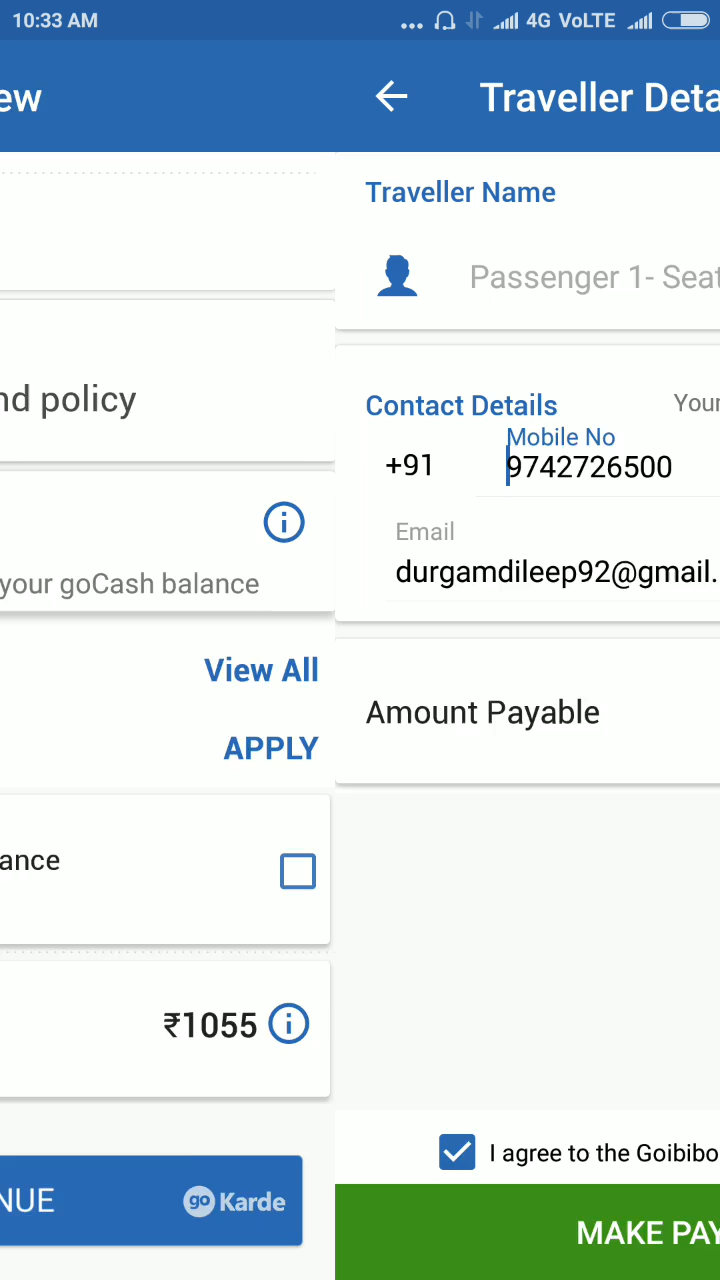 10:33 AM
4G VoLTE
ew
nd policy
your goCash balance
View All
APPLY
ance
₹1055
NUE
go Karde
Traveller Deta
Traveller Name
Passenger 1- Seat
Contact Details
Your
Mobile No
+91
9742726500
Email
durgamdileep92@gmail.
Amount Payable
I agree to the Goibibo
MAKE PAY